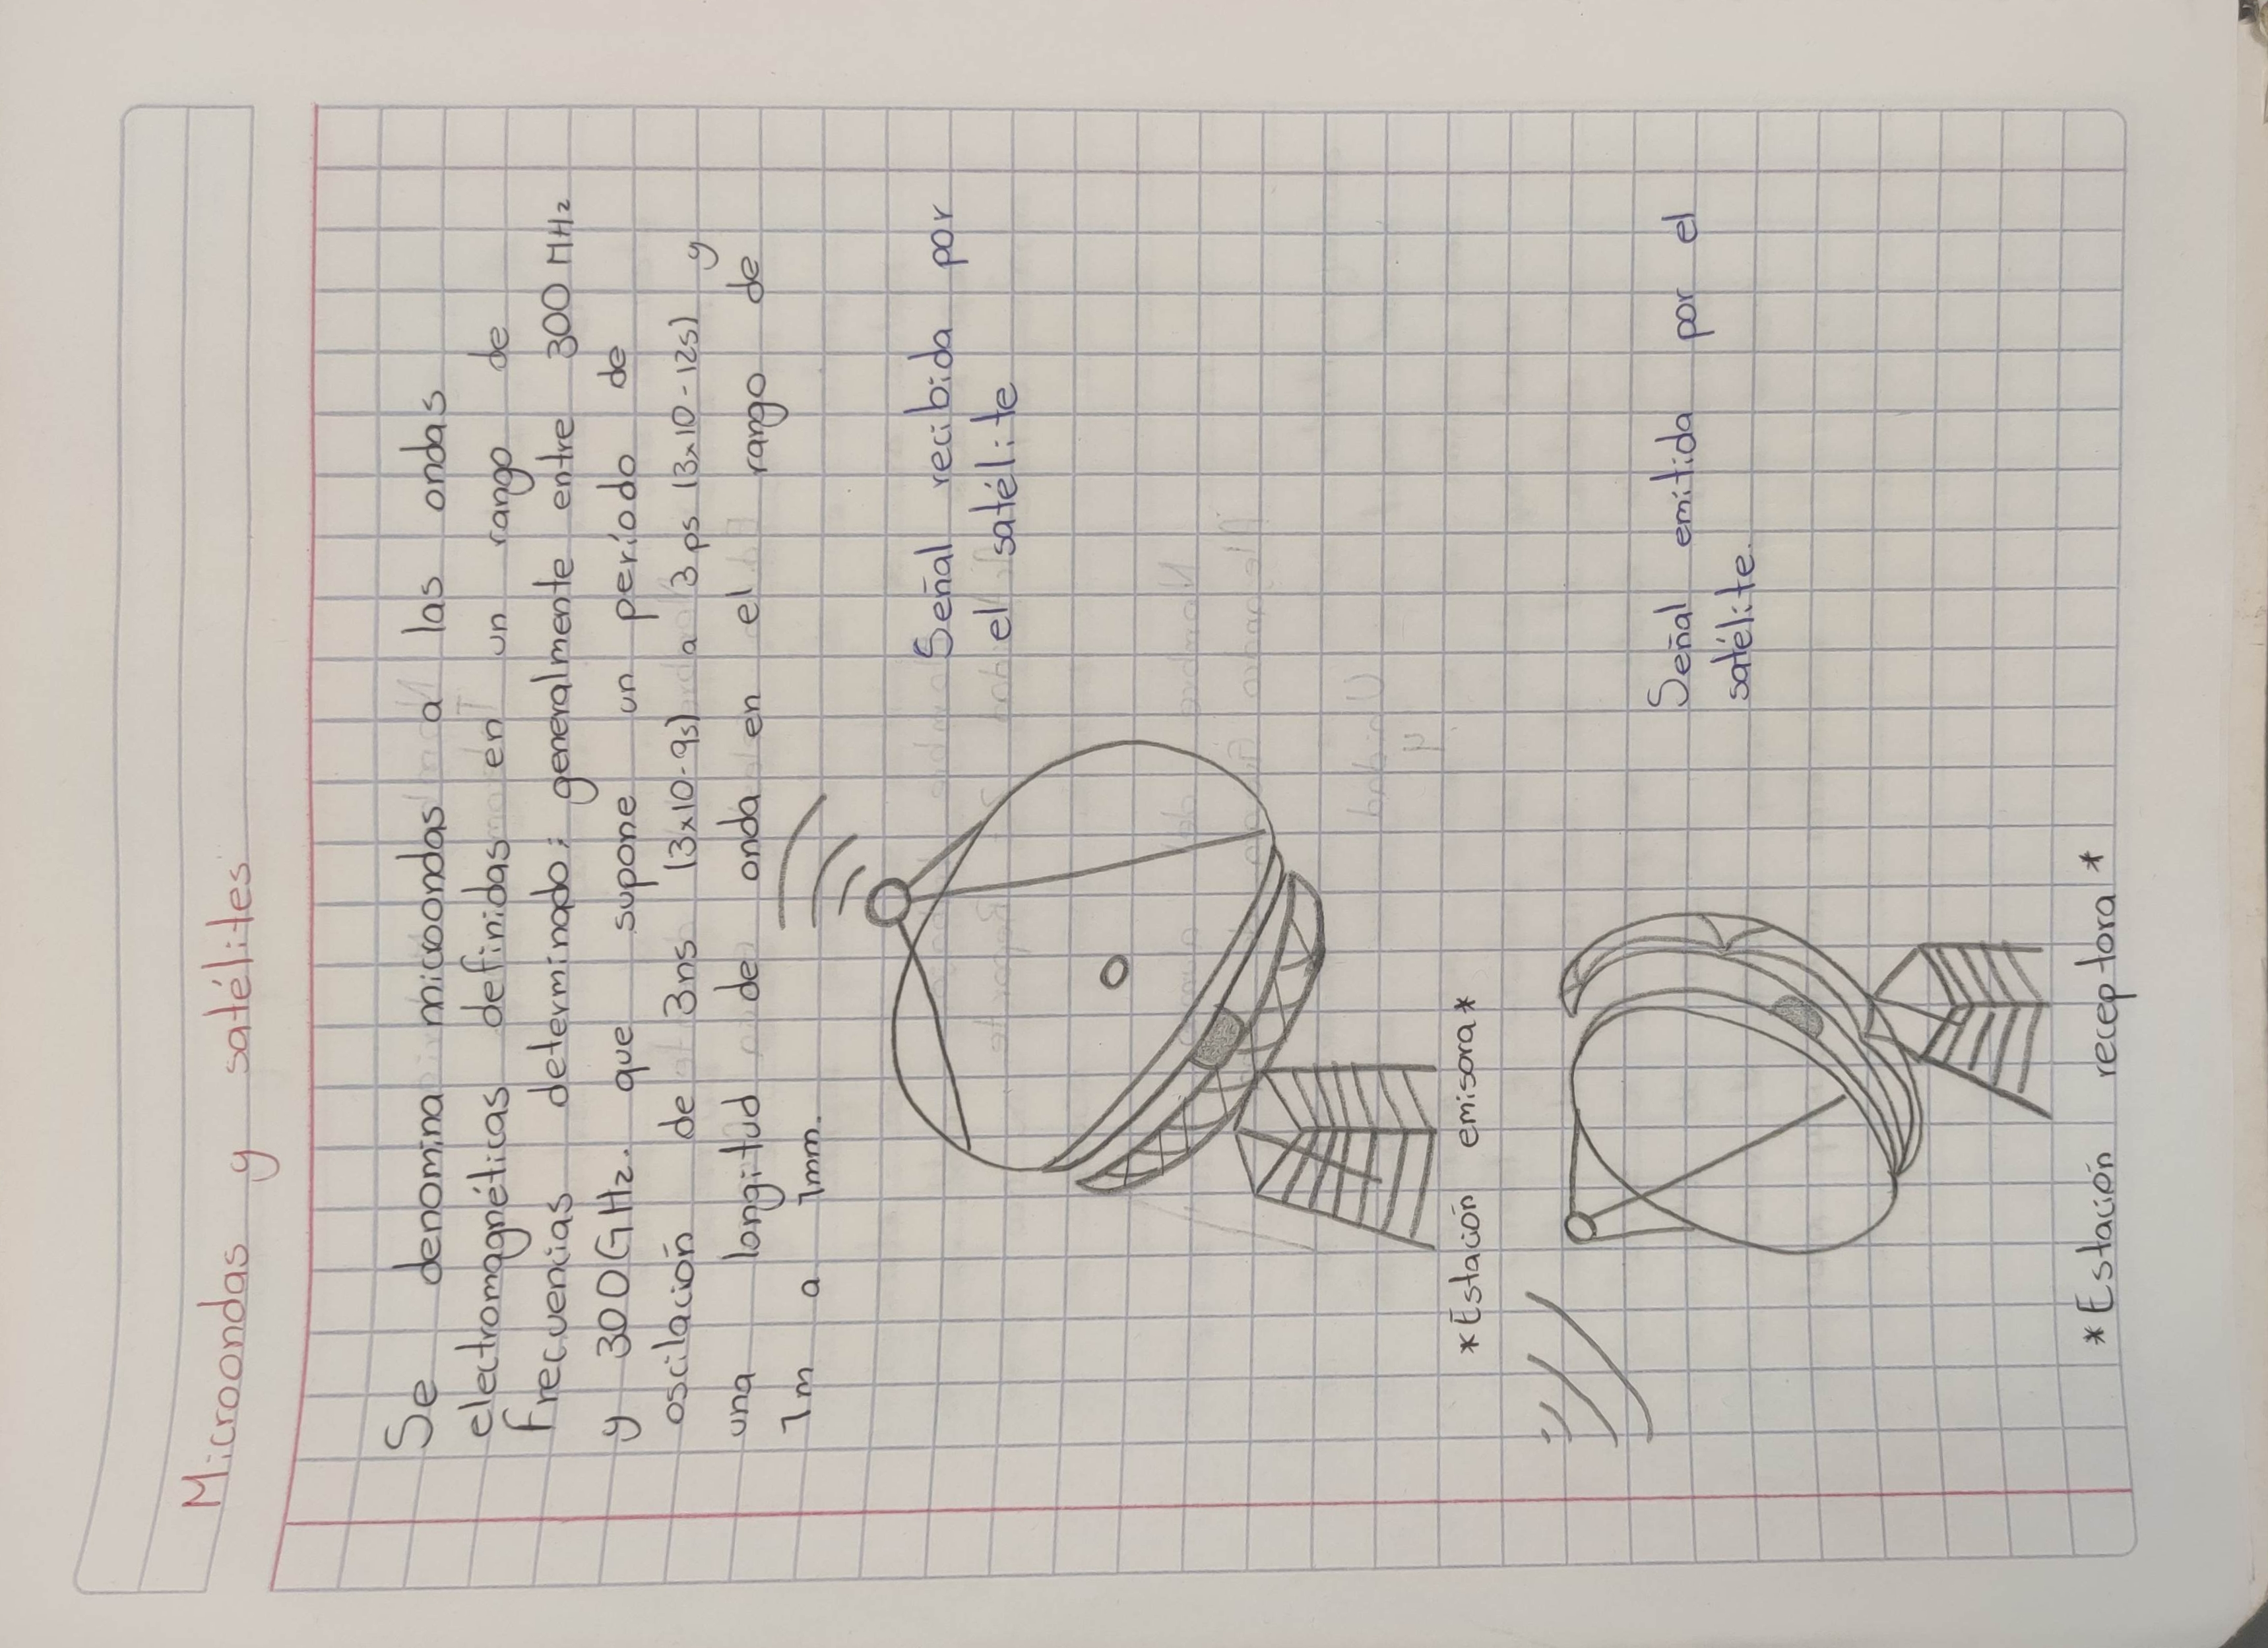 Microondas y satélites
Se denomina microondas a las ondas
electromagnéticas definidas en un rango de
Frecuencias determinado; generalmente entre 300 MHz
y 300GHz. que supone un período de
oscilación de 3ns (3x10-9s) a 3ps (3x10-12s) y
una longitud de onda en el rango de
1m a 1mm.
Señal recibida por
el satélite
*Estación emisora*
Señal emitida por el
satélite.
*Estación receptora*